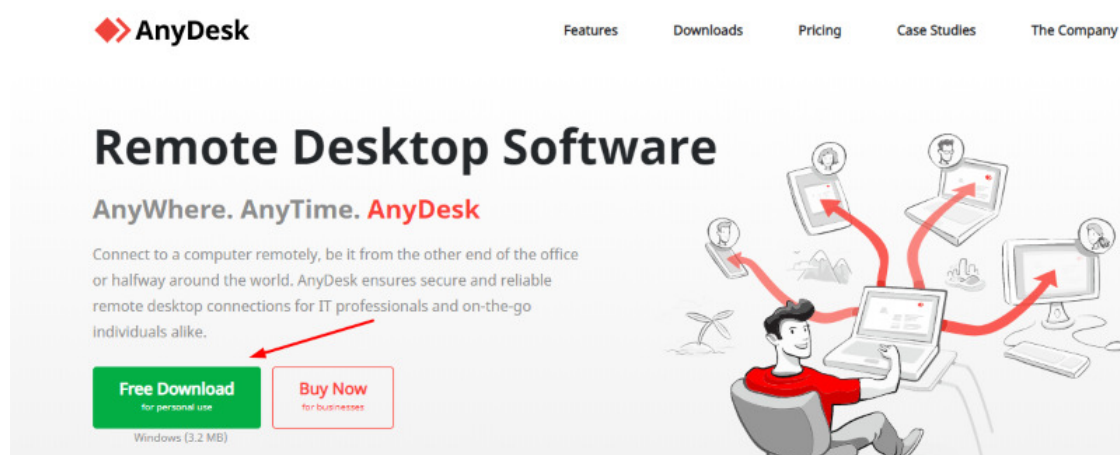 AnyDesk
Features
Downloads
Pricing
Case Studies
The Company
Remote Desktop Software
AnyWhere. AnyTime. AnyDesk
Connect to a computer remotely, be it from the other end of the office
or halfway around the world. AnyDesk ensures secure and reliable
remote desktop connections for IT professionals and on-the-go
individuals alike.
Free Download
for personal use
Buy Now
for businesses
Windows (3.2 MB)